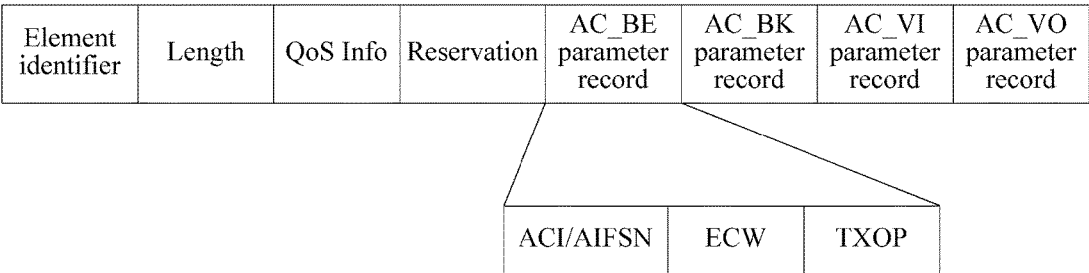 Element identifier
Length
QoS Info
Reservation
AC_BE parameter record
AC_BK parameter record
AC_VI parameter record
AC_VO parameter record
ACI/AIFSN
ECW
TXOP